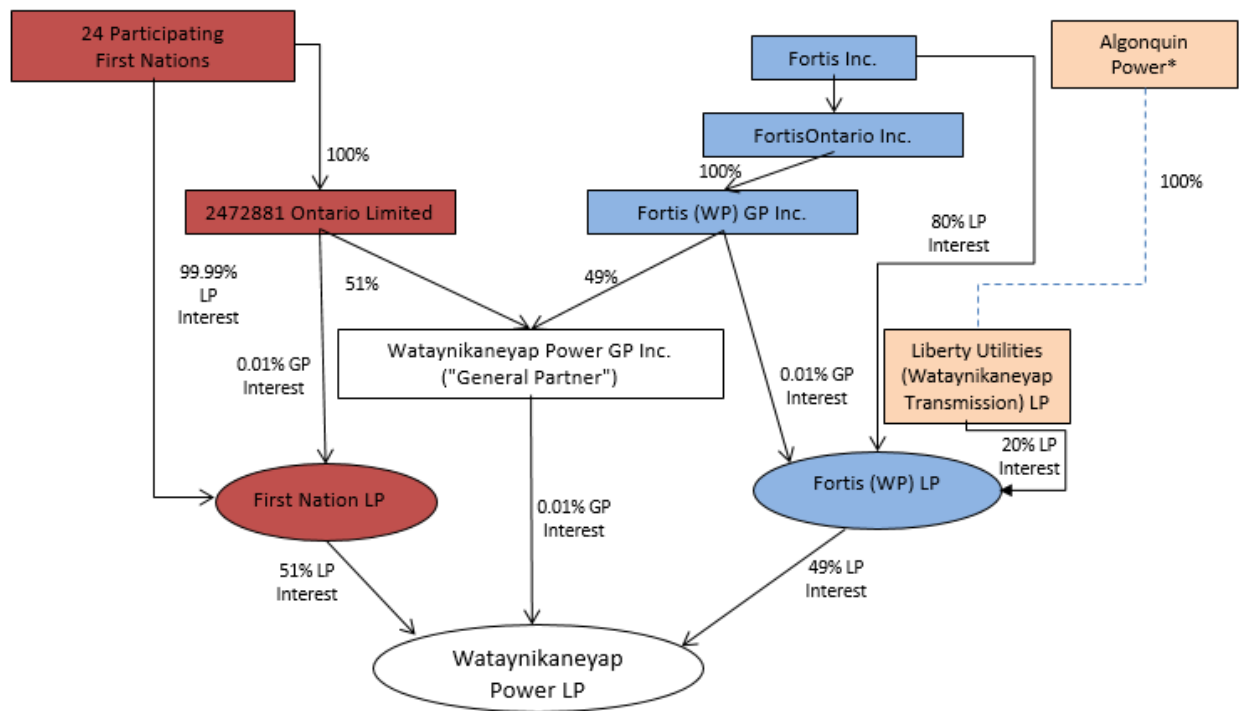 24 Participating
First Nations
Fortis Inc.
Algonquin
Power*
FortisOntario Inc.
100%
100%
100%
2472881 Ontario Limited
Fortis (WP) GP Inc.
80% LP
Interest
99.99%
LP
Interest
51%
49%
Wataynikaneyap Power GP Inc.
("General Partner")
Liberty Utilities
(Wataynikaneyap
Transmission) LP
0.01% GP
Interest
0.01% GP
Interest
20% LP
Interest
First Nation LP
Fortis (WP) LP
0.01% GP
Interest
51% LP
Interest
49% LP
Interest
Wataynikaneyap
Power LP